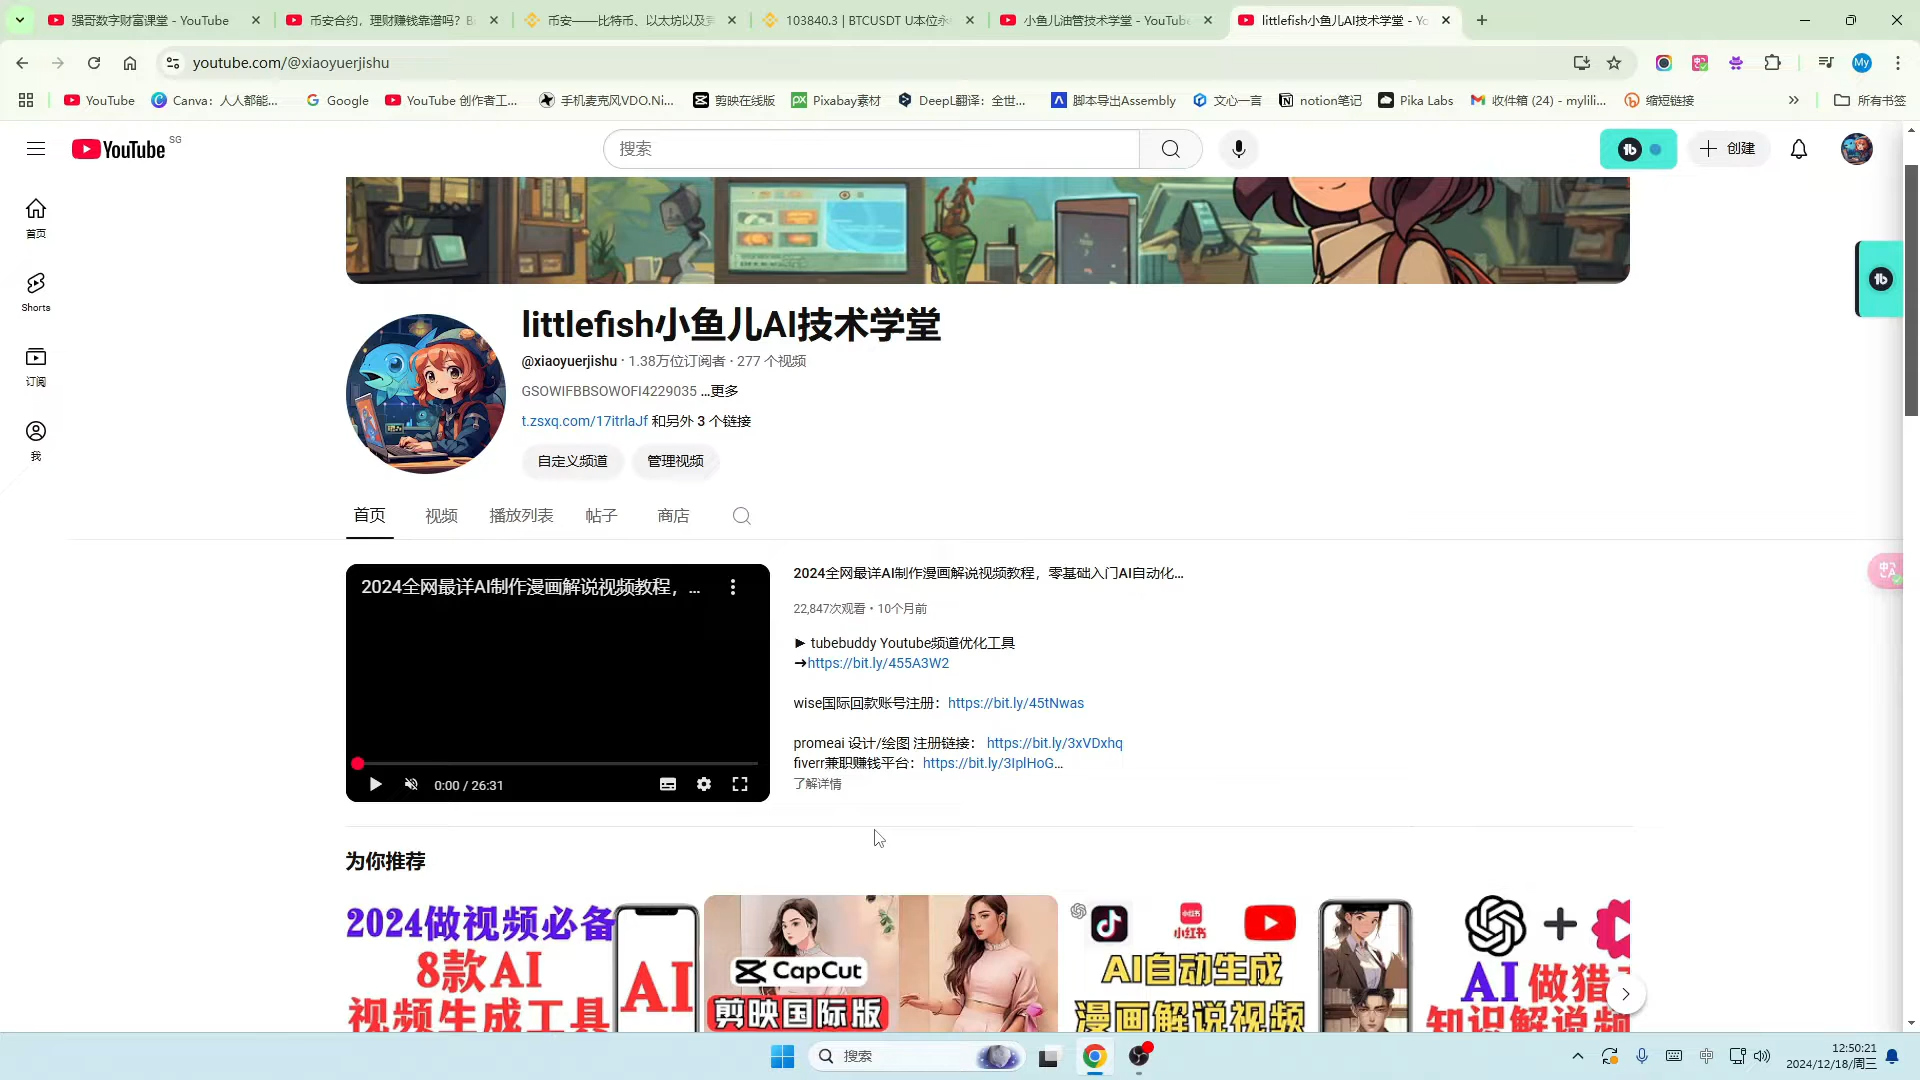 强哥数字财富课堂 - YouTube
币安合约，理财赚钱靠谱吗？
币安——比特币、以太坊以及
103840.3 | BTCUSDT U本位永
小鱼儿油管技术学堂 - YouTube
littlefish小鱼儿AI技术学堂 - Yo
youtube.com/@xiaoyuerjishu
My
YouTube
Canva：人人都能...
Google
YouTube 创作者工...
手机麦克风VDO.Ni...
剪映在线版
Pixabay素材
DeepL翻译：全世...
脚本导出Assembly
文心一言
notion笔记
Pika Labs
收件箱 (24) - mylili...
缩短链接
所有书签
YouTube SG
搜索
创建
首页
Shorts
订阅
我
littlefish小鱼儿AI技术学堂
@xiaoyuerjishu · 1.38万位订阅者 · 277 个视频
GSOWIFBBSOWOFI4229035 ...更多
t.zsxq.com/17itrlaJf 和另外 3 个链接
自定义频道
管理视频
首页
视频
播放列表
帖子
商店
2024全网最详AI制作漫画解说视频教程，...
0:00 / 26:31
2024全网最详AI制作漫画解说视频教程，零基础入门AI自动化...
22,847次观看 • 10个月前
► tubebuddy Youtube频道优化工具
➜https://bit.ly/455A3W2
wise国际回款账号注册：https://bit.ly/45tNwas
promeai 设计/绘图 注册链接： https://bit.ly/3xVDxhq
fiverr兼职赚钱平台：https://bit.ly/3IplHoG...
了解详情
为你推荐
2024做视频必备
8款AI
视频生成工具
AI
CapCut
剪映国际版
小红书
AI自动生成
漫画解说视频
AI做猎
知识解说频
搜索
中
12:50:21
2024/12/18/周三